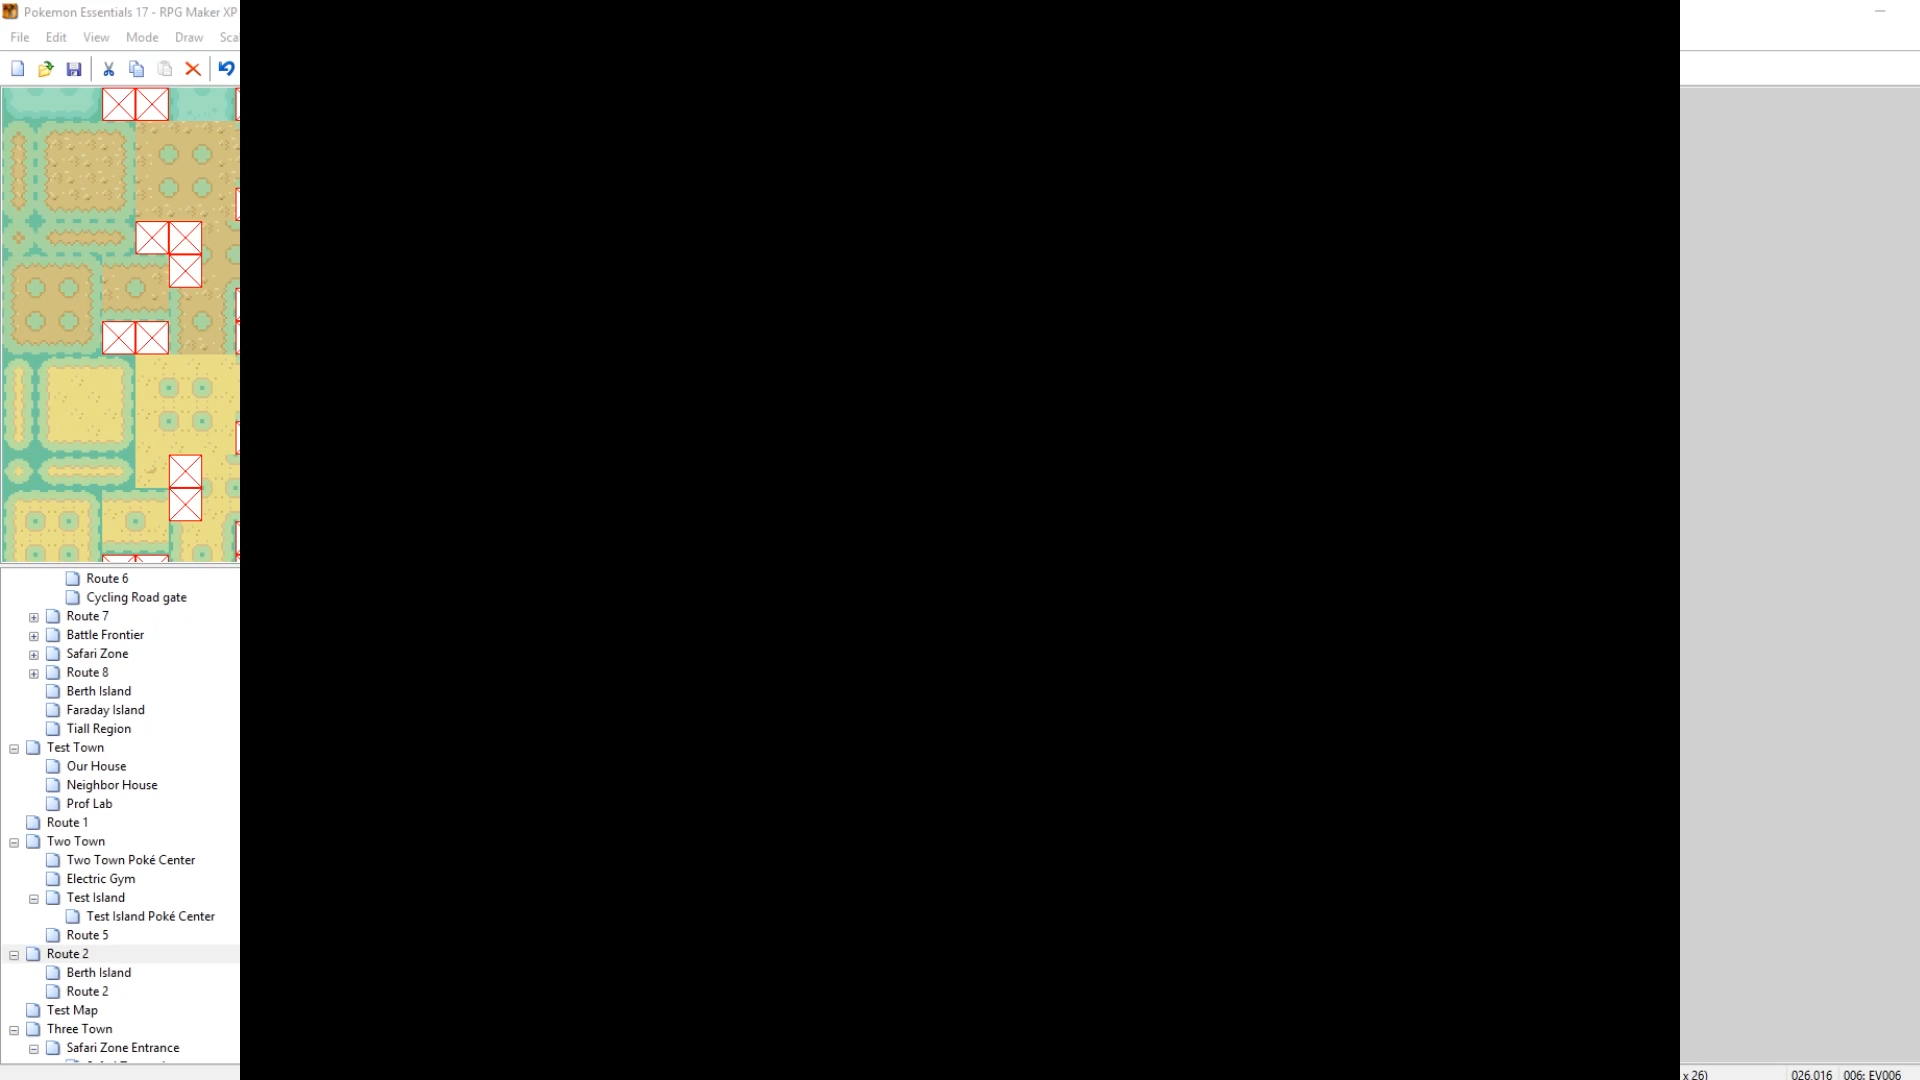 Pokemon Essentials 17 - RPG Maker XP
File Edit View Mode Draw Sca
Route 6
Cycling Road gate
Route 7
Battle Frontier
Safari Zone
Route 8
Berth Island
Faraday Island
Tiall Region
Test Town
Our House
Neighbor House
Prof Lab
Route 1
Two Town
Two Town Poké Center
Electric Gym
Test Island
Test Island Poké Center
Route 5
Route 2
Berth Island
Route 2
Test Map
Three Town
Safari Zone Entrance
x 26) 026,016 006: EV006